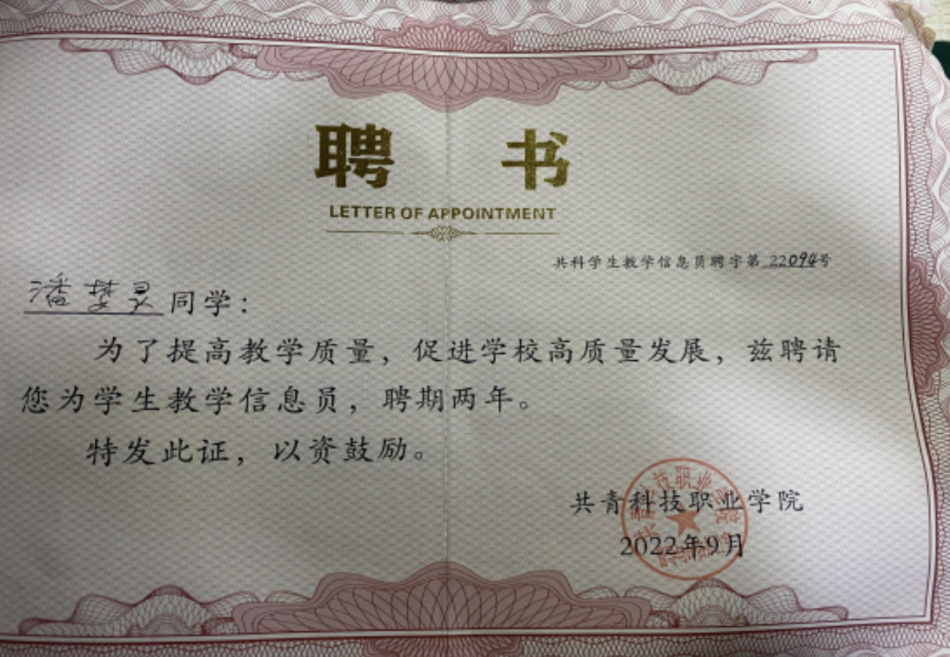 聘书
LETTER OF APPOINTMENT
共科学生教学信息员聘字第22094号
潘梦灵同学：
为了提高教学质量，促进学校高质量发展，兹聘请
您为学生教学信息员，聘期两年。
特发此证，以资鼓励。
共青科技职业学院
2022年9月